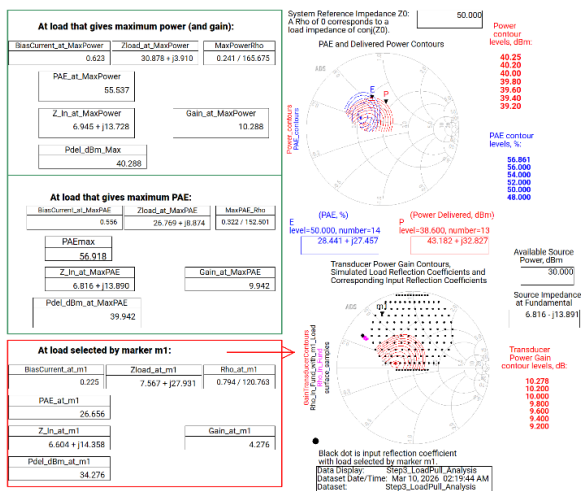 At load that gives maximum power (and gain):
BiasCurrent_at_MaxPower
Zload_at_MaxPower
MaxPowerRho
0.623
30.878 + j3.910
0.241 / 165.675
PAE_at_MaxPower
55.537
Z_In_at_MaxPower
6.945 + j13.728
Gain_at_MaxPower
10.288
Pdel_dBm_Max
40.288
At load that gives maximum PAE:
BiasCurrent_at_MaxPAE
Zload_at_MaxPAE
MaxPAE_Rho
0.556
26.769 + j8.874
0.322 / 152.501
PAEmax
56.918
Z_In_at_MaxPAE
6.816 + j13.890
Gain_at_MaxPAE
9.942
Pdel_dBm_at_MaxPAE
39.942
At load selected by marker m1:
BiasCurrent_at_m1
Zload_at_m1
Rho_at_m1
0.225
7.567 + j27.931
0.794 / 120.763
PAE_at_m1
26.656
Z_In_at_m1
6.604 + j14.358
Gain_at_m1
4.276
Pdel_dBm_at_m1
34.276
System Reference Impedance Z0:
A Rho of 0 corresponds to a
load impedance of conj(Z0).
50.000
PAE and Delivered Power Contours
ADS
E
P
Power_contours
PAE_contours
Power
contour
levels, dBm:
40.25
40.20
40.00
39.80
39.60
39.40
39.20
PAE contour
levels, %:
56.861
56.000
54.000
52.000
50.000
48.000
(PAE, %)
E
level=50.000, number=14
28.441 + j27.457
(Power Delivered, dBm)
P
level=38.600, number=13
43.182 + j32.827
Transducer Power Gain Contours,
Simulated Load Reflection Coefficients and
Corresponding Input Reflection Coefficients
ADS
m1
GainTransducerContours
Rho_in_Fund_with_m1_Load
Rho_In_Fund
surface_samples
Available Source
Power, dBm
30.000
Source Impedance
at Fundamental
6.816 - j13.891
Transducer
Power Gain
contour levels, dB:
10.278
10.200
10.000
9.800
9.600
9.400
9.200
Black dot is input reflection coefficient
with load selected by marker m1.
Data Display: Step3_LoadPull_Analysis
Dataset Date/Time: Mar 10, 2026 02:19:44 AM
Dataset: Step3_LoadPull_Analysis